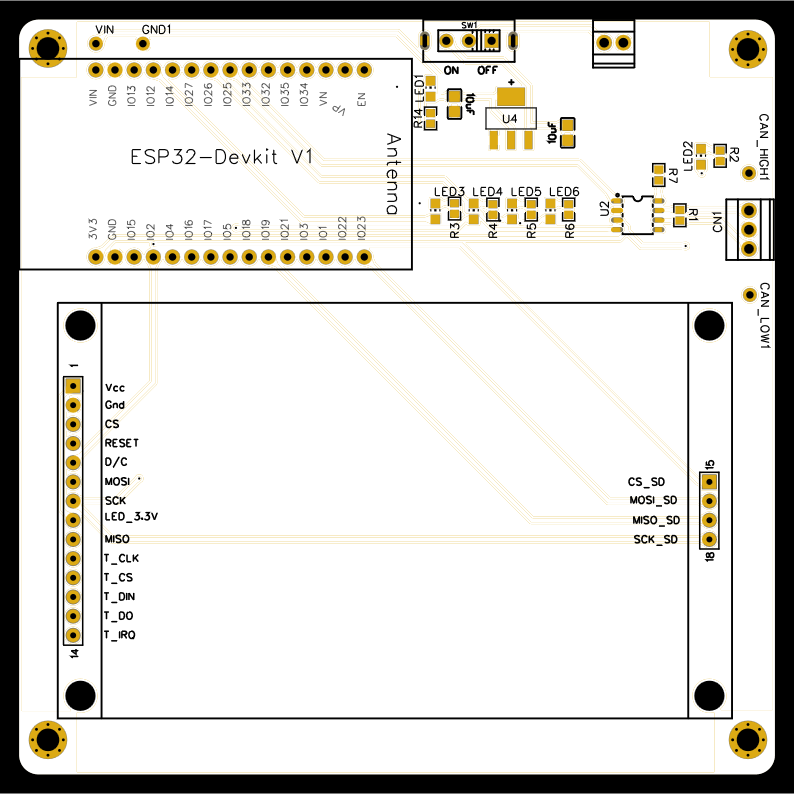 VIN GND1 SW1
ON OFF
VIN GND IO13 IO12 IO14 IO27 IO26 IO25 IO33 IO32 IO35 IO34 VN VP EN
ESP32-Devkit V1
Antenna
3V3 GND IO15 IO2 IO4 IO16 IO17 IO5 IO18 IO19 IO21 IO3 IO1 IO22 IO23
LED1
R14
10uF
+
U4
10uF
LED3 LED4 LED5 LED6
R3 R4 R5 R6
U2
R7
R1
LED2
R2
CAN_HIGH1
CN1
CAN_LOW1
1
Vcc
Gnd
CS
RESET
D/C
MOSI
SCK
LED_3.3V
MISO
T_CLK
T_CS
T_DIN
T_DO
T_IRQ
14
15
CS_SD
MOSI_SD
MISO_SD
SCK_SD
18